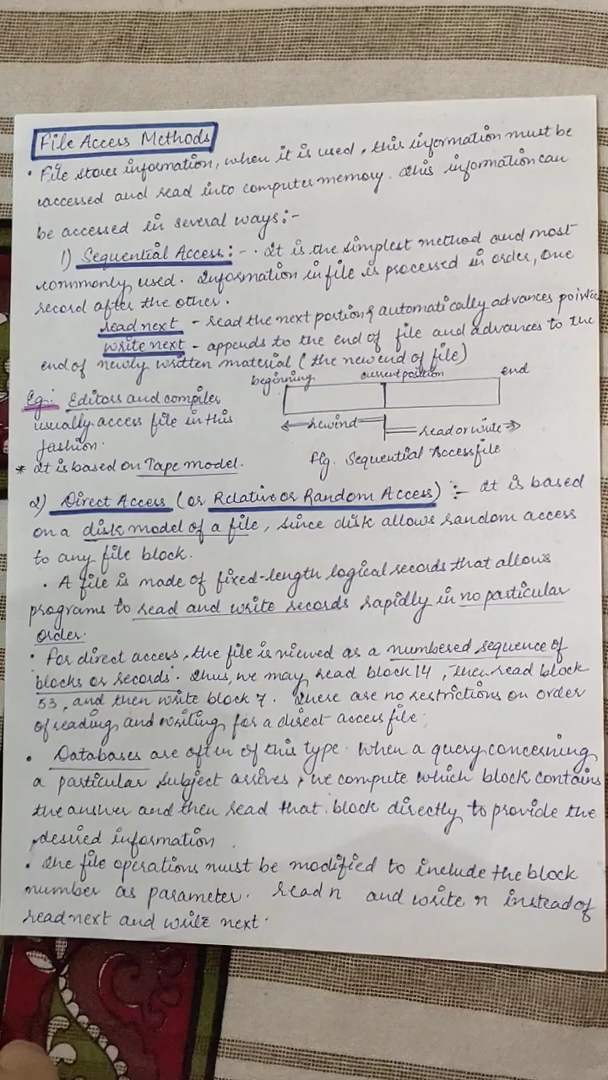 File Access Methods
• File stores information, when it is used, this information must be
accessed and read into computer memory. This information can
be accessed in several ways:-
1) Sequential Access:- . It is the simplest method and most
commonly used. Information in file is processed in order, one
record after the other.
read next - read the next portion & automatically advances pointer
write next - appends to the end of file and advances to the
end of newly written material (the new end of file)
beginning current position end
Eg: Editors and compiler
usually access file in this
fashion.
← rewind read or write →
* It is based on Tape model.
fig. Sequential Access file
2) Direct Access (or Relative or Random Access) :- It is based
on a disk model of a file, since disk allows random access
to any file block.
• A file is made of fixed-length logical records that allows
programs to read and write records rapidly in no particular
order.
• For direct access, the file is viewed as a numbered sequence of
blocks or records. Thus, we may read block 14, then read block
53, and then write block 7. There are no restrictions on order
of reading and writing for a direct access file.
• Databases are often of this type. When a query concerning
a particular subject arrives, we compute which block contains
the answer and then read that block directly to provide the
desired information.
• The file operations must be modified to include the block
number as parameter. read n and write n instead of
read next and write next.